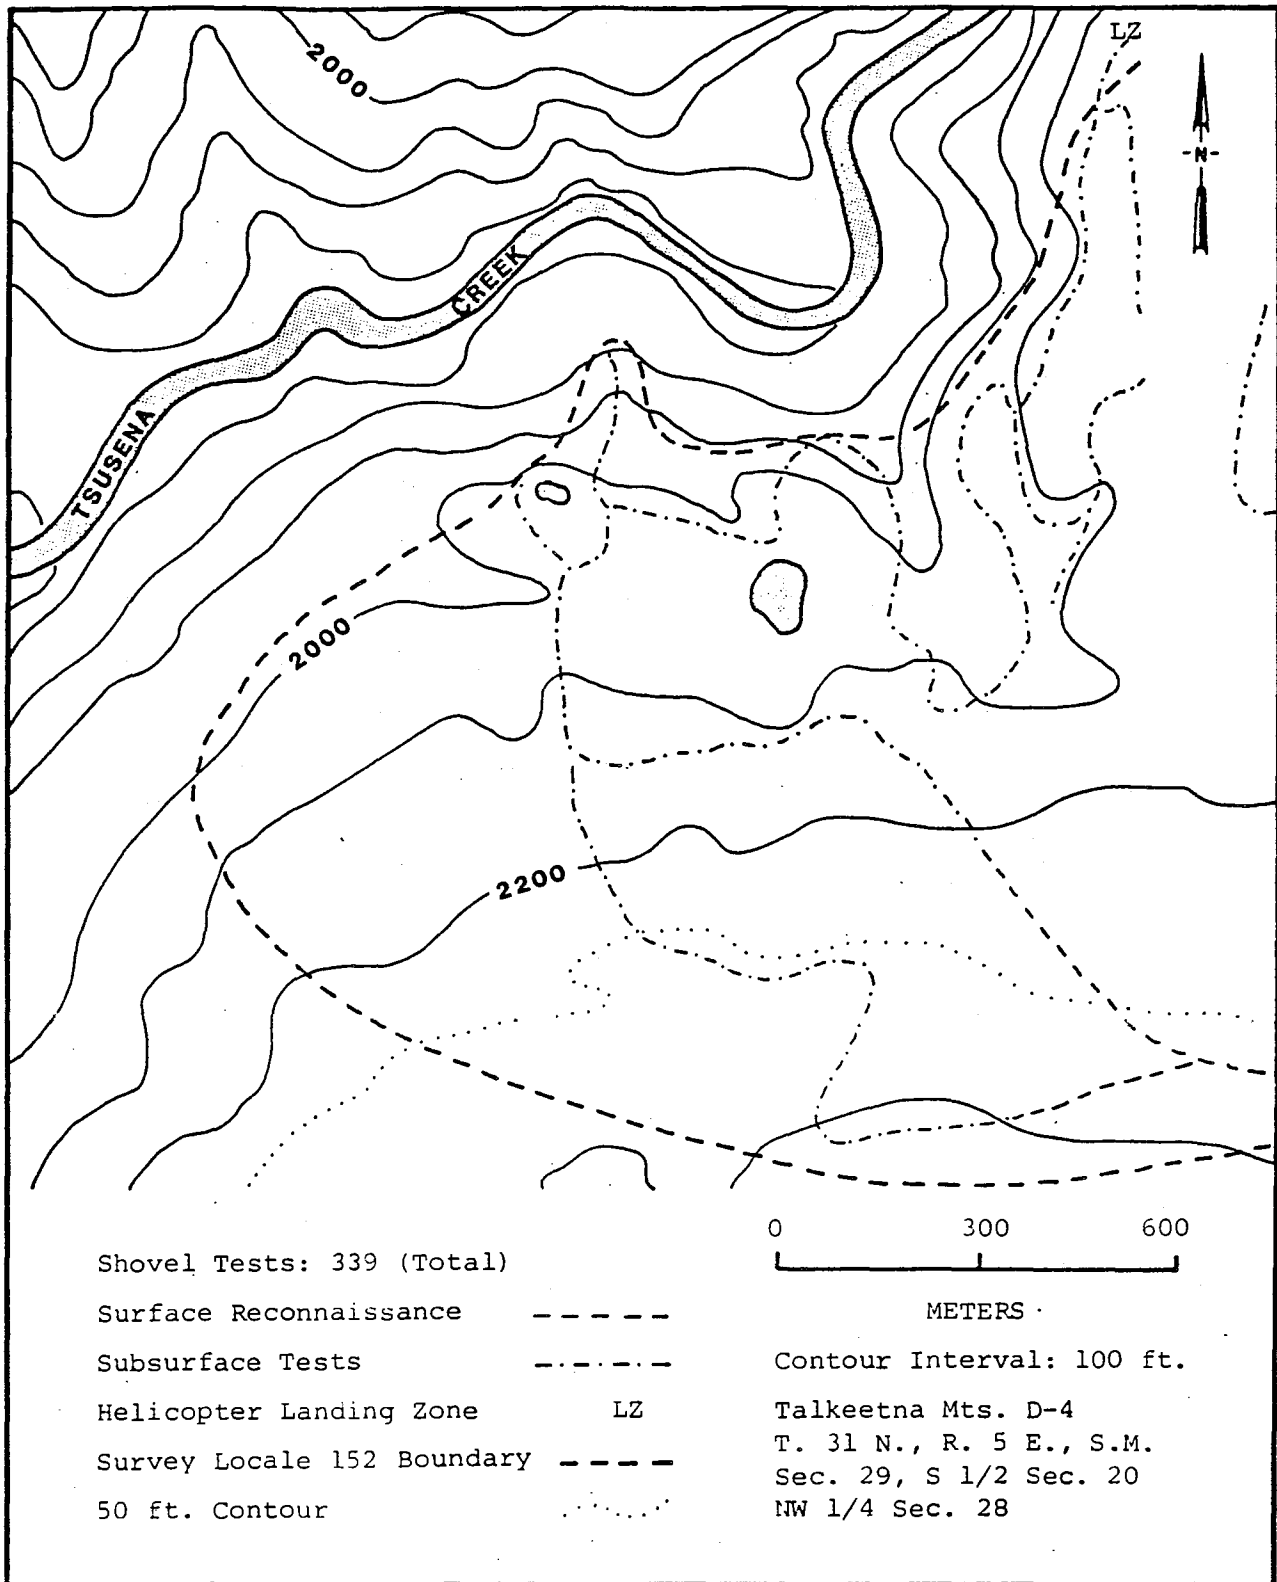 LZ
2000
-N-
CREEK
TSUSENA
2000
2200
0 300 600
METERS
Shovel Tests: 339 (Total)
Surface Reconnaissance
Subsurface Tests
Helicopter Landing Zone LZ
Survey Locale 152 Boundary
50 ft. Contour
Contour Interval: 100 ft.
Talkeetna Mts. D-4
T. 31 N., R. 5 E., S.M.
Sec. 29, S 1/2 Sec. 20
NW 1/4 Sec. 28